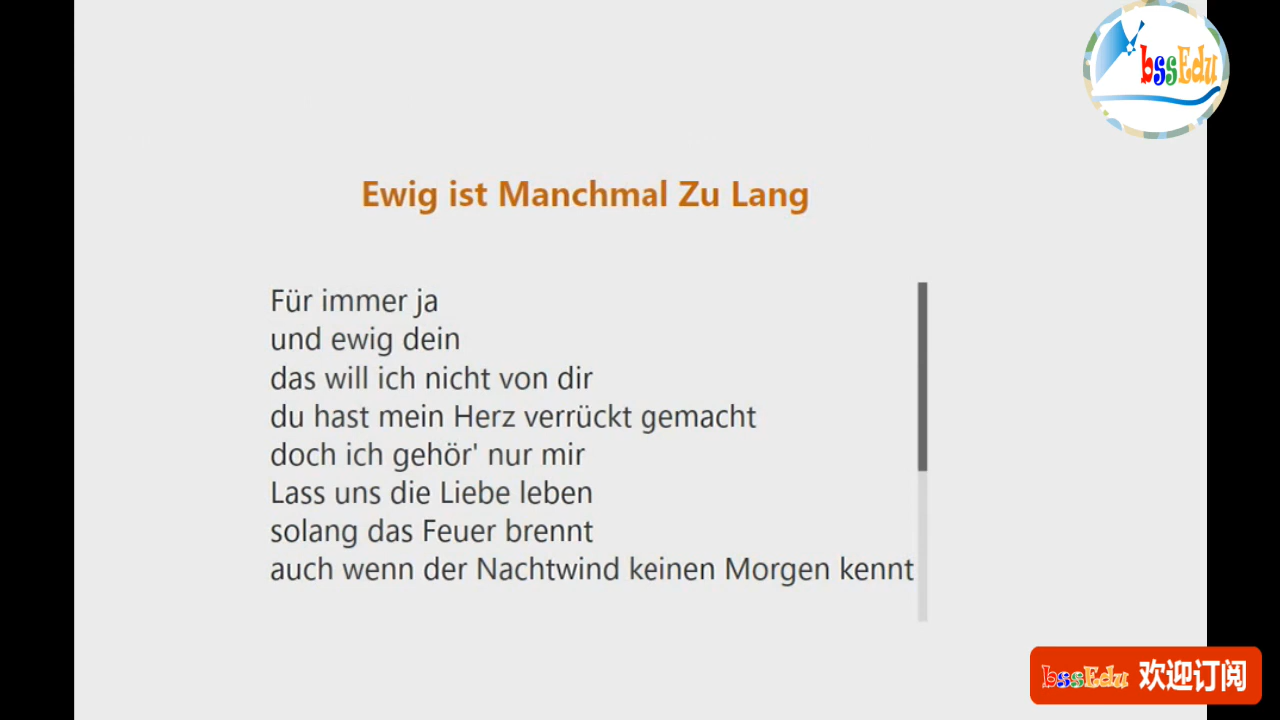 bssEdu
Ewig ist Manchmal Zu Lang
Für immer ja
und ewig dein
das will ich nicht von dir
du hast mein Herz verrückt gemacht
doch ich gehör' nur mir
Lass uns die Liebe leben
solang das Feuer brennt
auch wenn der Nachtwind keinen Morgen kennt
bssEdu 欢迎订阅